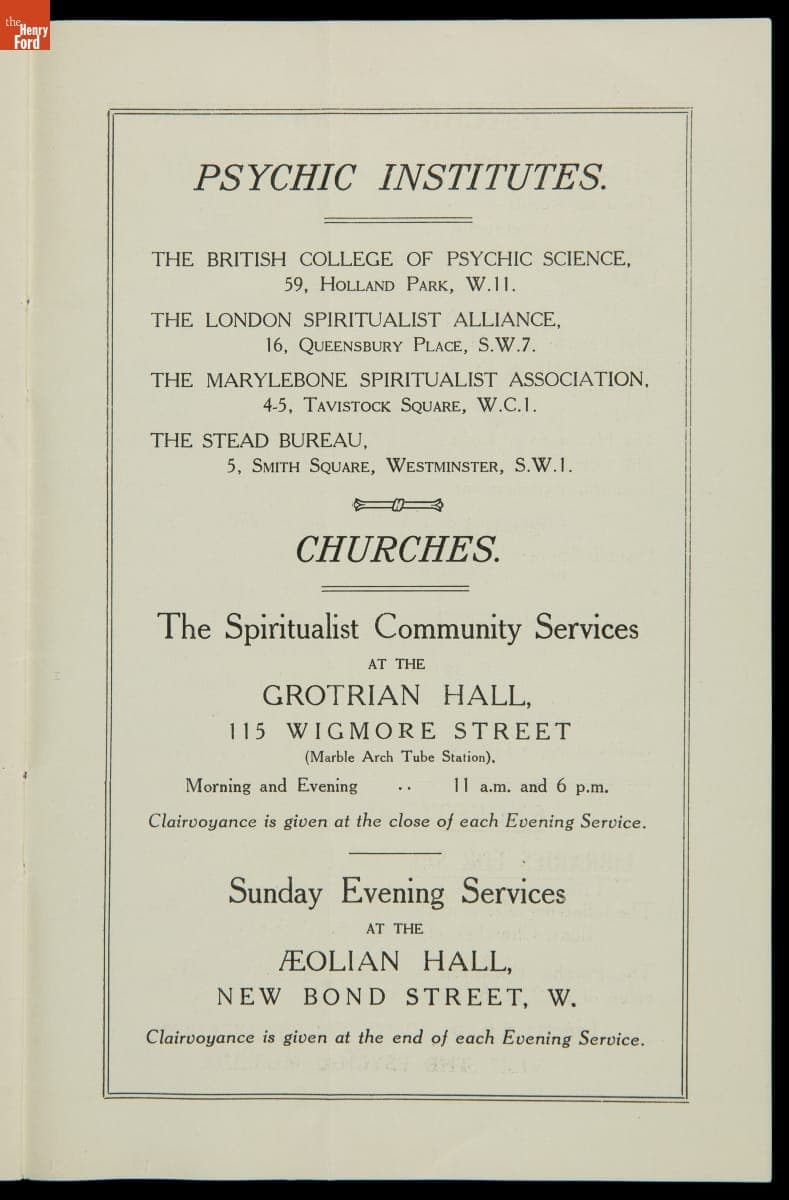 the
Henry
Ford
PSYCHIC INSTITUTES.
THE BRITISH COLLEGE OF PSYCHIC SCIENCE,
59, HOLLAND PARK, W.11.
THE LONDON SPIRITUALIST ALLIANCE,
16, QUEENSBURY PLACE, S.W.7.
THE MARYLEBONE SPIRITUALIST ASSOCIATION,
4-5, TAVISTOCK SQUARE, W.C.1.
THE STEAD BUREAU,
5, SMITH SQUARE, WESTMINSTER, S.W.1.
CHURCHES.
The Spiritualist Community Services
AT THE
GROTRIAN HALL,
115 WIGMORE STREET
(Marble Arch Tube Station),
Morning and Evening .. 11 a.m. and 6 p.m.
Clairvoyance is given at the close of each Evening Service.
Sunday Evening Services
AT THE
ÆOLIAN HALL,
NEW BOND STREET, W.
Clairvoyance is given at the end of each Evening Service.